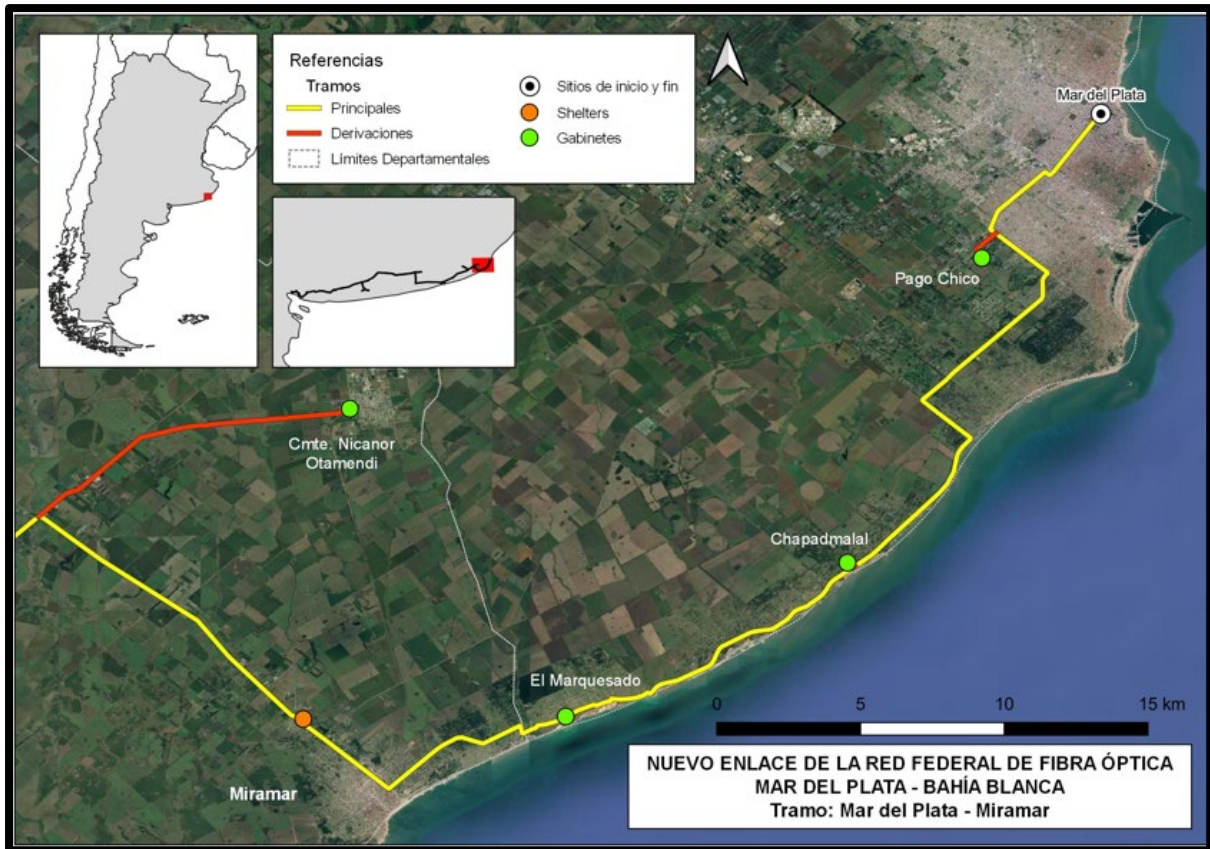 Referencias
Tramos
Principales
Derivaciones
Límites Departamentales
Sitios de inicio y fin
Shelters
Gabinetes
Mar del Plata
Pago Chico
Cmte. Nicanor
Otamendi
Chapadmalal
El Marquesado
Miramar
0 5 10 15 km
NUEVO ENLACE DE LA RED FEDERAL DE FIBRA ÓPTICA
MAR DEL PLATA - BAHÍA BLANCA
Tramo: Mar del Plata - Miramar